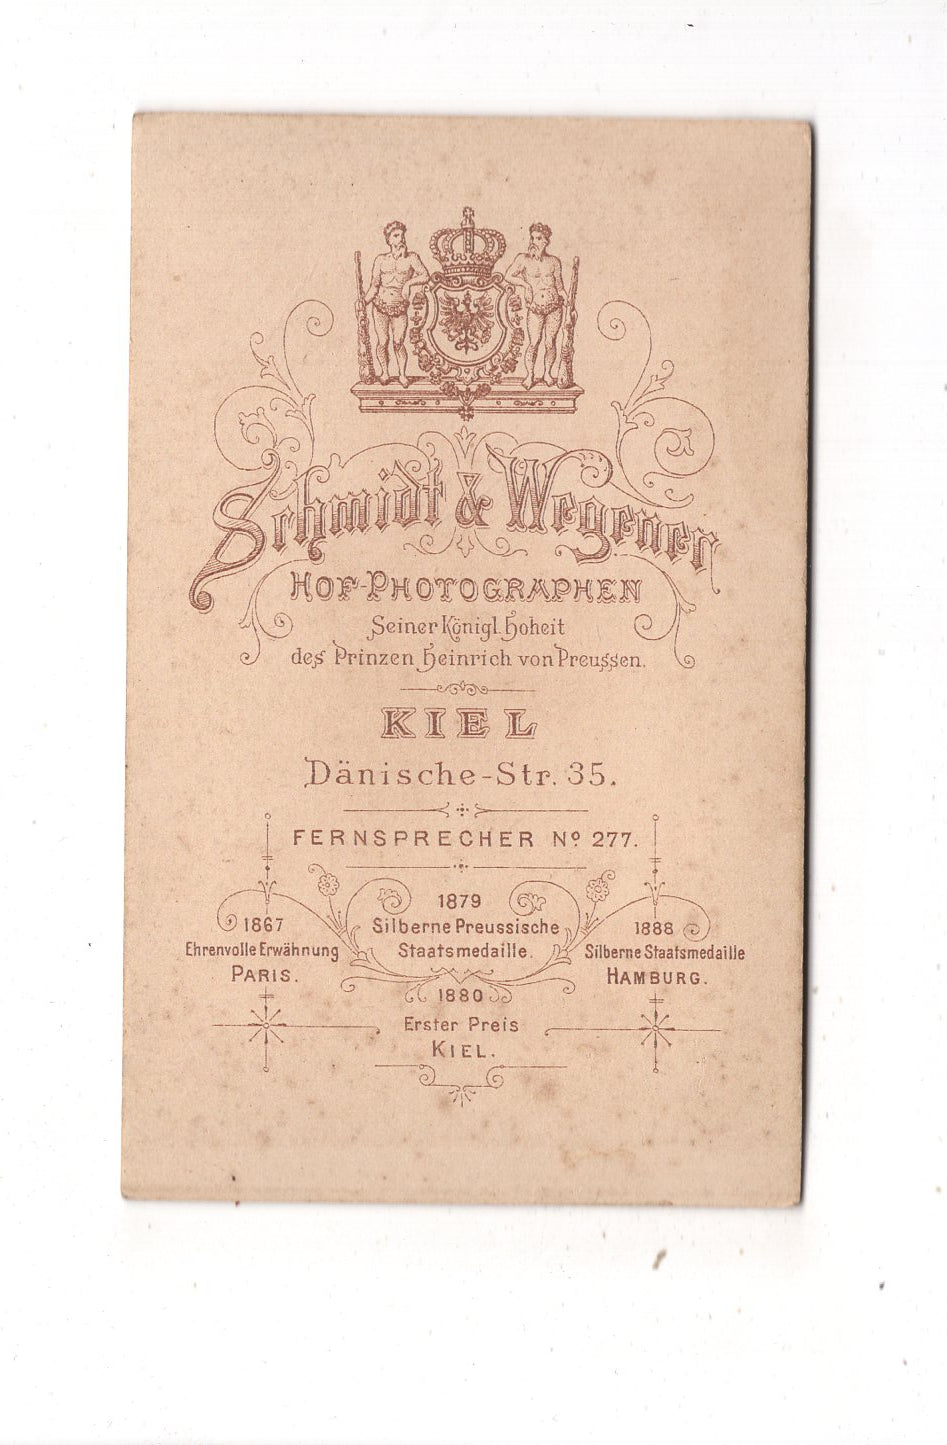 Schmidt & Wegener
HOF-PHOTOGRAPHEN
Seiner Königl. Hoheit
des Prinzen Heinrich von Preussen.
KIEL
Dänische-Str. 35.
FERNSPRECHER Nº 277.
1867
Ehrenvolle Erwähnung
PARIS.
1879
Silberne Preussische
Staatsmedaille.
1880
Erster Preis
KIEL.
1888
Silberne Staatsmedaille
HAMBURG.